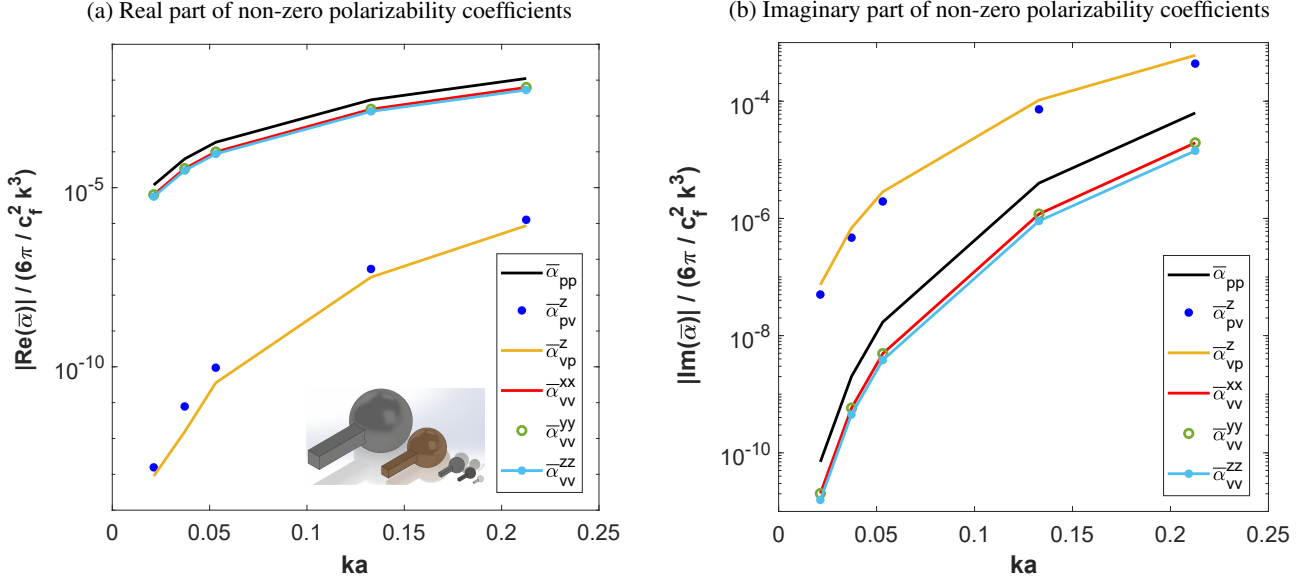 (a) Real part of non-zero polarizability coefficients
|Re(α̅)| / (6π / c_f^2 k^3)
10^-5
10^-10
0 0.05 0.1 0.15 0.2 0.25
ka
α̅_pp
α̅^z_pv
α̅^z_vp
α̅^xx_vv
α̅^yy_vv
α̅^zz_vv
(b) Imaginary part of non-zero polarizability coefficients
|Im(α̅)| / (6π / c_f^2 k^3)
10^-4
10^-6
10^-8
10^-10
0 0.05 0.1 0.15 0.2 0.25
ka
α̅_pp
α̅^z_pv
α̅^z_vp
α̅^xx_vv
α̅^yy_vv
α̅^zz_vv